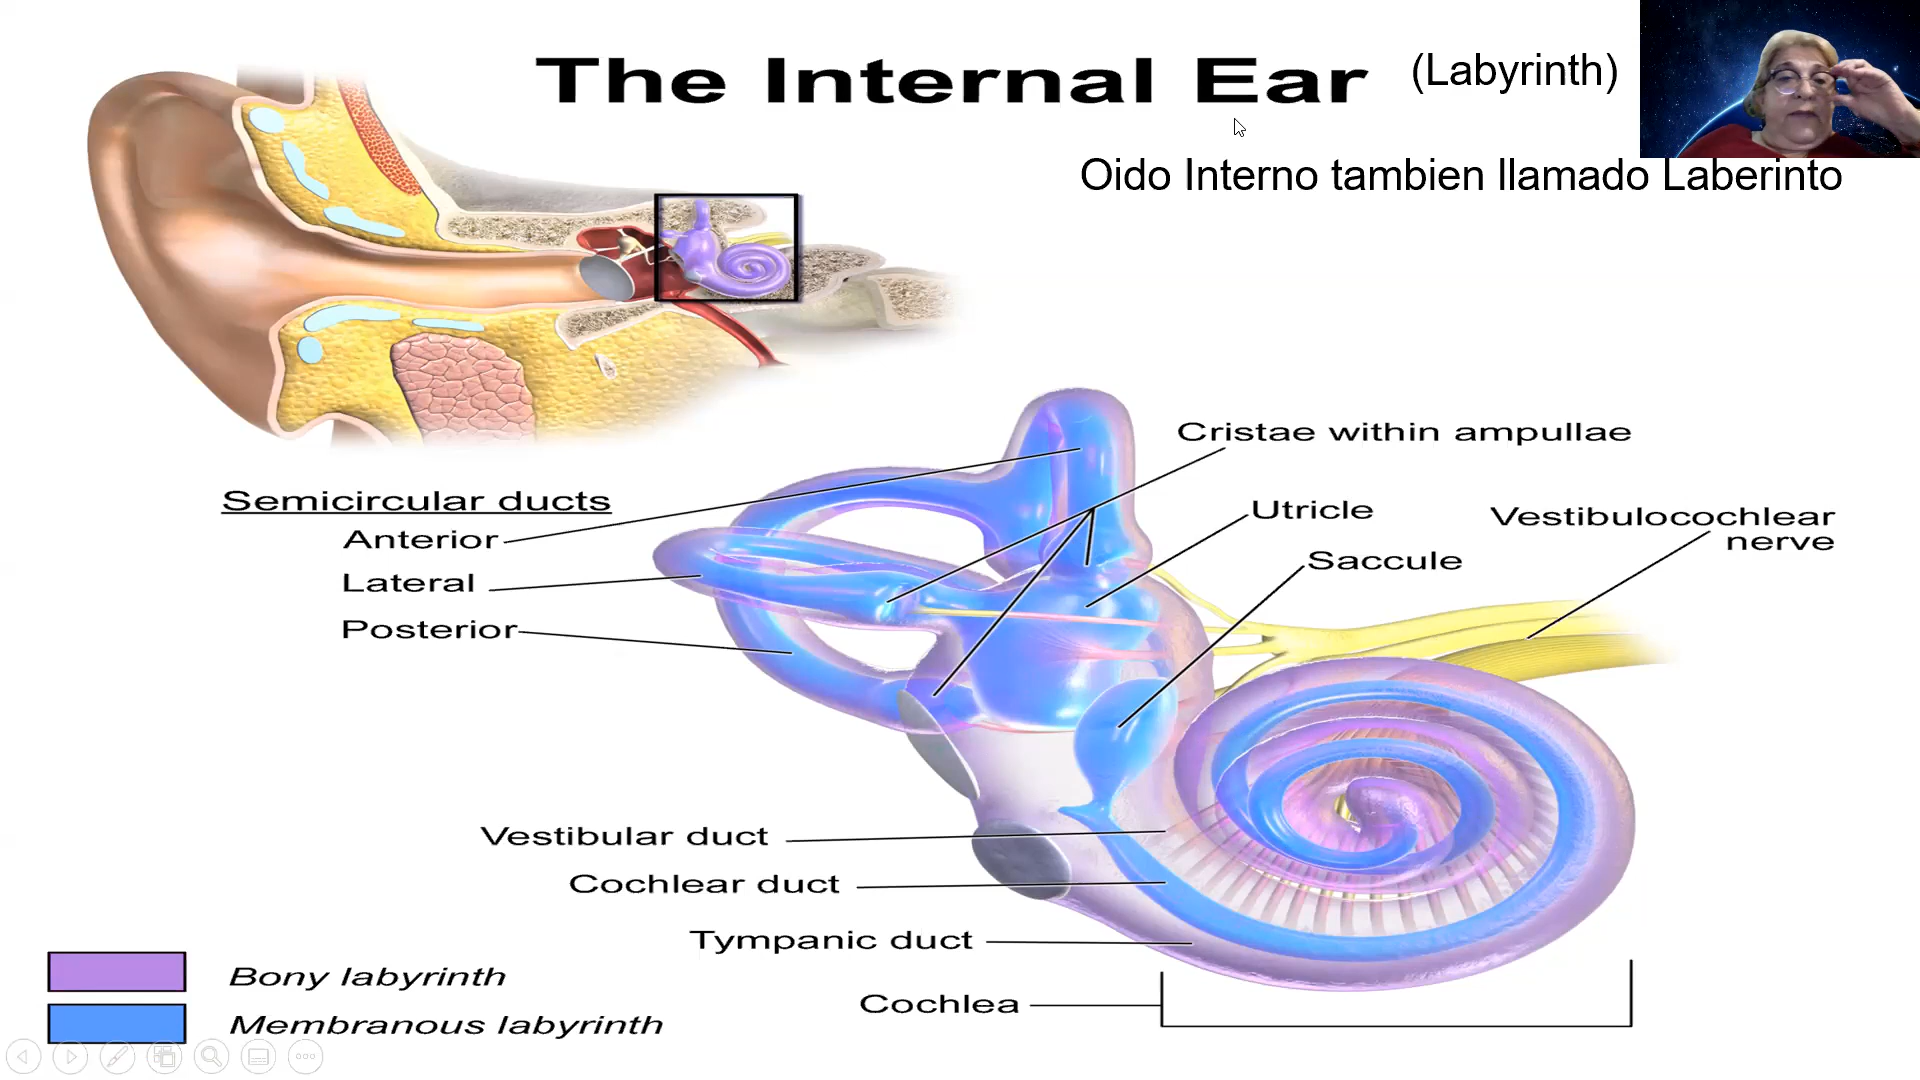 The Internal Ear (Labyrinth)
Oido Interno tambien llamado Laberinto
Cristae within ampullae
Semicircular ducts
Anterior
Lateral
Posterior
Utricle
Saccule
Vestibulocochlear
nerve
Vestibular duct
Cochlear duct
Tympanic duct
Cochlea
Bony labyrinth
Membranous labyrinth